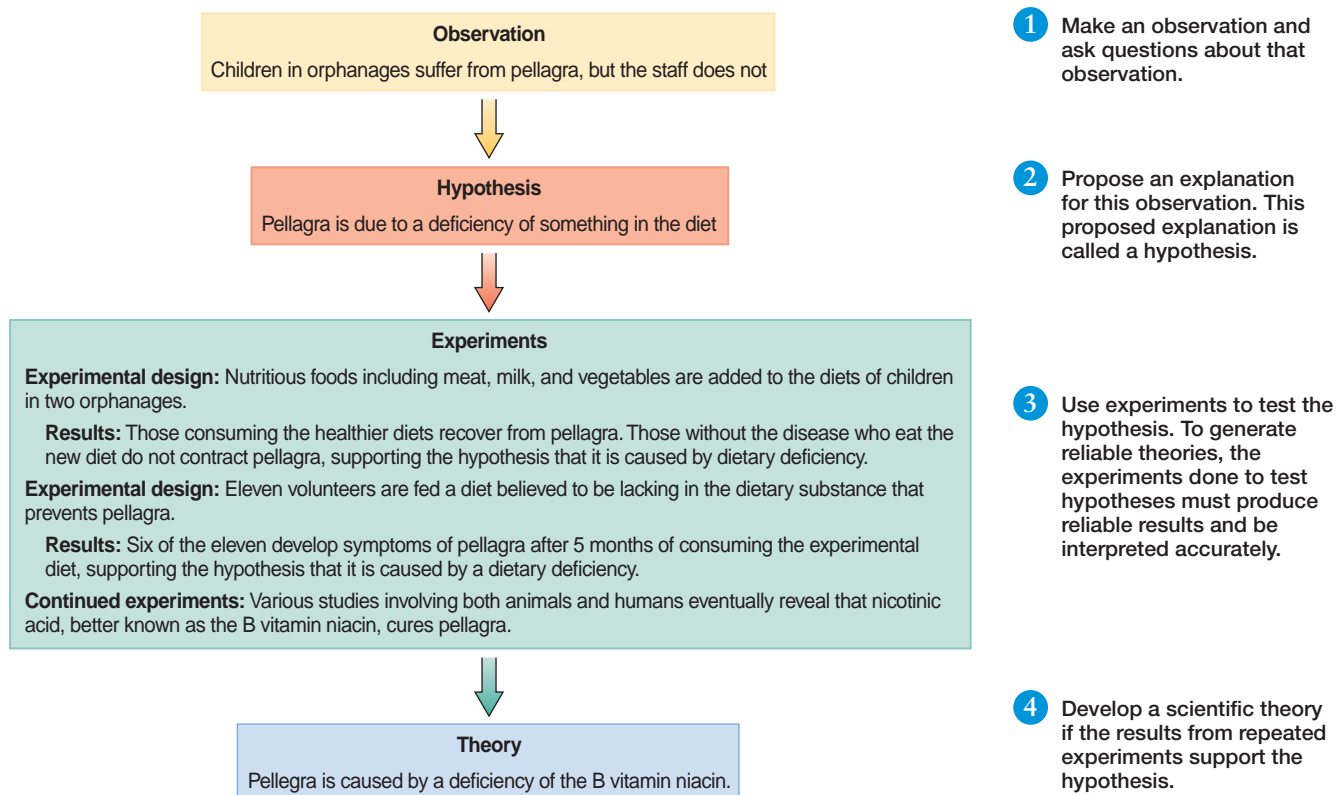 Observation
Children in orphanages suffer from pellagra, but the staff does not
1 Make an observation and
ask questions about that
observation.
Hypothesis
Pellagra is due to a deficiency of something in the diet
2 Propose an explanation
for this observation. This
proposed explanation is
called a hypothesis.
Experiments
Experimental design: Nutritious foods including meat, milk, and vegetables are added to the diets of children
in two orphanages.
Results: Those consuming the healthier diets recover from pellagra. Those without the disease who eat the
new diet do not contract pellagra, supporting the hypothesis that it is caused by dietary deficiency.
Experimental design: Eleven volunteers are fed a diet believed to be lacking in the dietary substance that
prevents pellagra.
Results: Six of the eleven develop symptoms of pellagra after 5 months of consuming the experimental
diet, supporting the hypothesis that it is caused by a dietary deficiency.
Continued experiments: Various studies involving both animals and humans eventually reveal that nicotinic
acid, better known as the B vitamin niacin, cures pellagra.
3 Use experiments to test the
hypothesis. To generate
reliable theories, the
experiments done to test
hypotheses must produce
reliable results and be
interpreted accurately.
Theory
Pellegra is caused by a deficiency of the B vitamin niacin.
4 Develop a scientific theory
if the results from repeated
experiments support the
hypothesis.